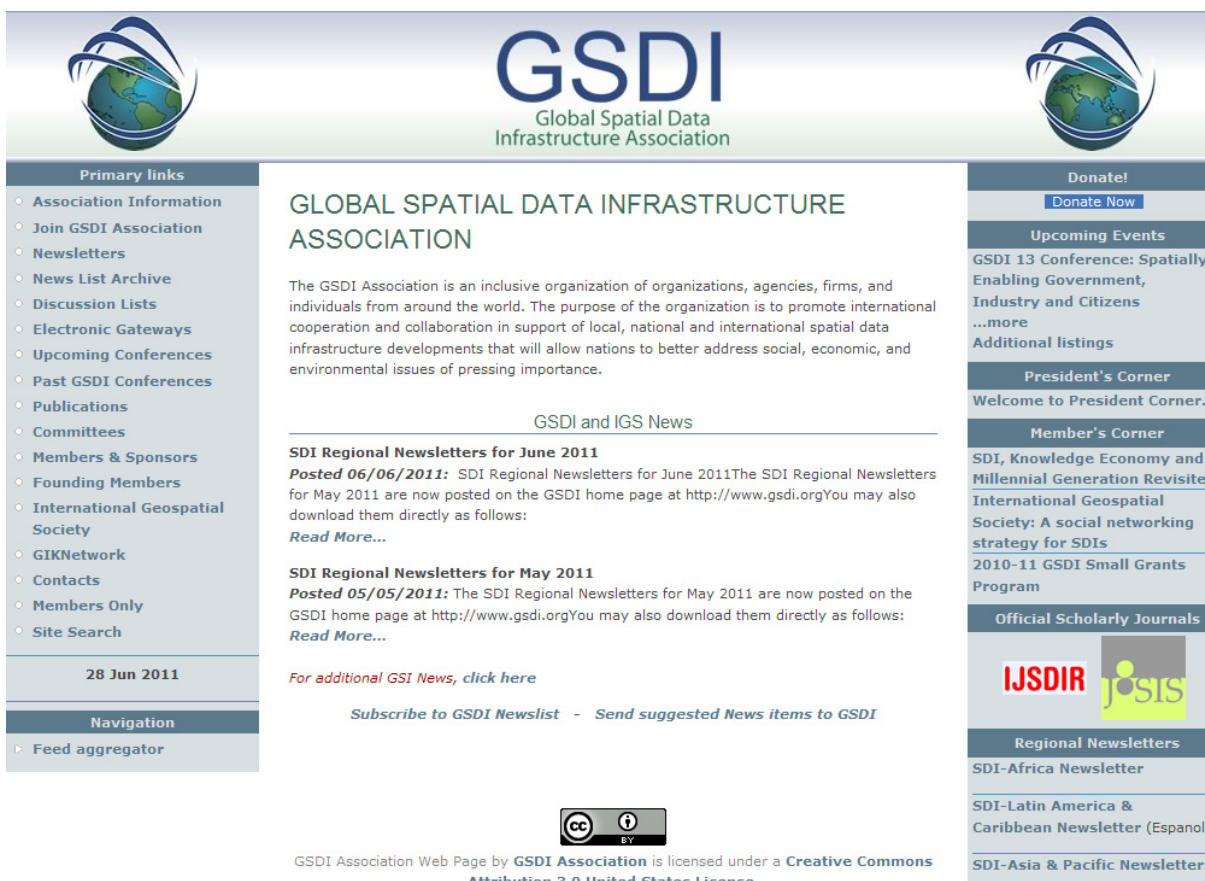 GSDI
Global Spatial Data
Infrastructure Association
Primary links
Association Information
Join GSDI Association
Newsletters
News List Archive
Discussion Lists
Electronic Gateways
Upcoming Conferences
Past GSDI Conferences
Publications
Committees
Members & Sponsors
Founding Members
International Geospatial
Society
GIKNetwork
Contacts
Members Only
Site Search
28 Jun 2011
Navigation
Feed aggregator
GLOBAL SPATIAL DATA INFRASTRUCTURE
ASSOCIATION
The GSDI Association is an inclusive organization of organizations, agencies, firms, and
individuals from around the world. The purpose of the organization is to promote international
cooperation and collaboration in support of local, national and international spatial data
infrastructure developments that will allow nations to better address social, economic, and
environmental issues of pressing importance.
GSDI and IGS News
SDI Regional Newsletters for June 2011
Posted 06/06/2011: SDI Regional Newsletters for June 2011The SDI Regional Newsletters
for May 2011 are now posted on the GSDI home page at http://www.gsdi.orgYou may also
download them directly as follows:
Read More...
SDI Regional Newsletters for May 2011
Posted 05/05/2011: The SDI Regional Newsletters for May 2011 are now posted on the
GSDI home page at http://www.gsdi.orgYou may also download them directly as follows:
Read More...
For additional GSI News, click here
Subscribe to GSDI Newslist - Send suggested News items to GSDI
cc BY
GSDI Association Web Page by GSDI Association is licensed under a Creative Commons
Attribution 3.0 United States License
Donate!
Donate Now
Upcoming Events
GSDI 13 Conference: Spatially
Enabling Government,
Industry and Citizens
...more
Additional listings
President's Corner
Welcome to President Corner.
Member's Corner
SDI, Knowledge Economy and
Millennial Generation Revisite
International Geospatial
Society: A social networking
strategy for SDIs
2010-11 GSDI Small Grants
Program
Official Scholarly Journals
IJSDIR
JOSIS
Regional Newsletters
SDI-Africa Newsletter
SDI-Latin America &
Caribbean Newsletter (Espanol
SDI-Asia & Pacific Newsletter